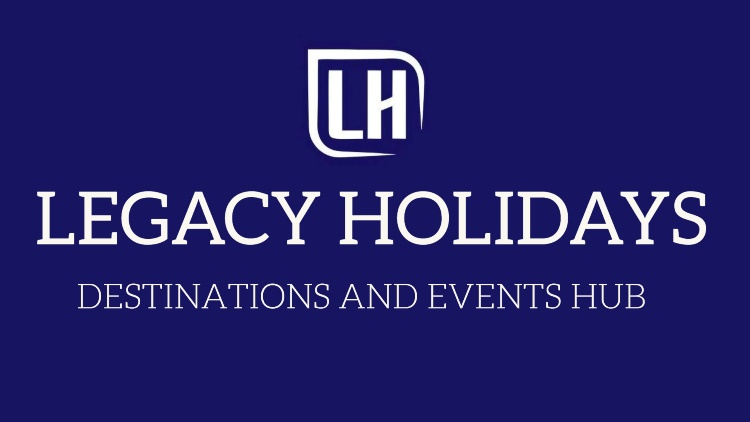 LH
LEGACY HOLIDAYS
DESTINATIONS AND EVENTS HUB